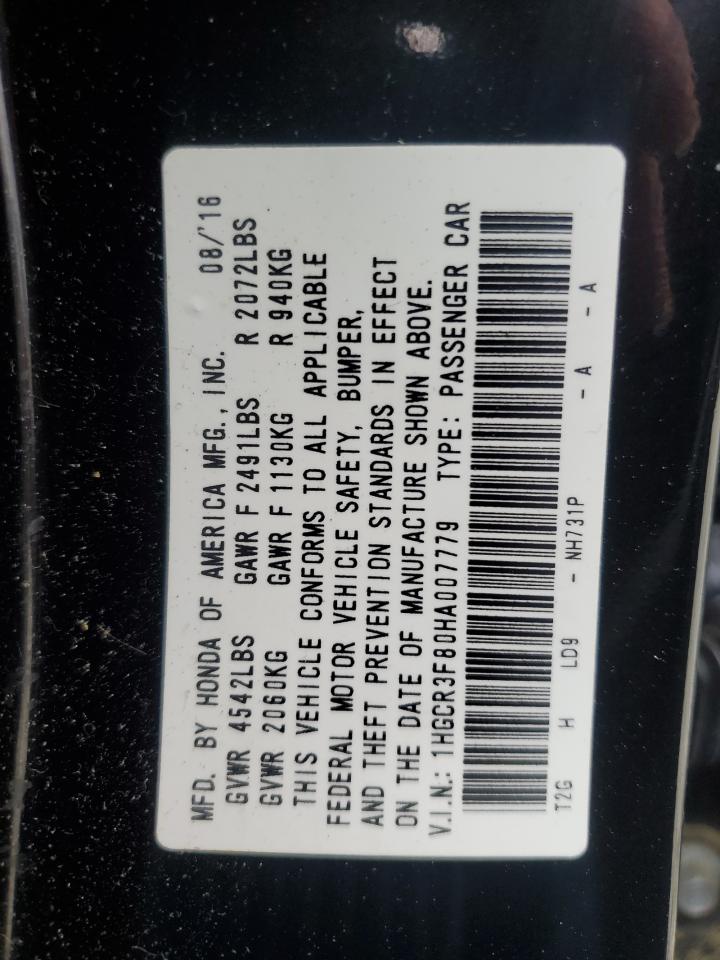 MFD. BY HONDA OF AMERICA MFG., INC. 08/'16
GVWR 4542LBS GAWR F 2491LBS R 2072LBS
GVWR 2060KG GAWR F 1130KG R 940KG
THIS VEHICLE CONFORMS TO ALL APPLICABLE
FEDERAL MOTOR VEHICLE SAFETY, BUMPER,
AND THEFT PREVENTION STANDARDS IN EFFECT
ON THE DATE OF MANUFACTURE SHOWN ABOVE.
V.I.N.: 1HGCR3F80HA007779 TYPE: PASSENGER CAR
T2G H LD9 - NH731P - A - A